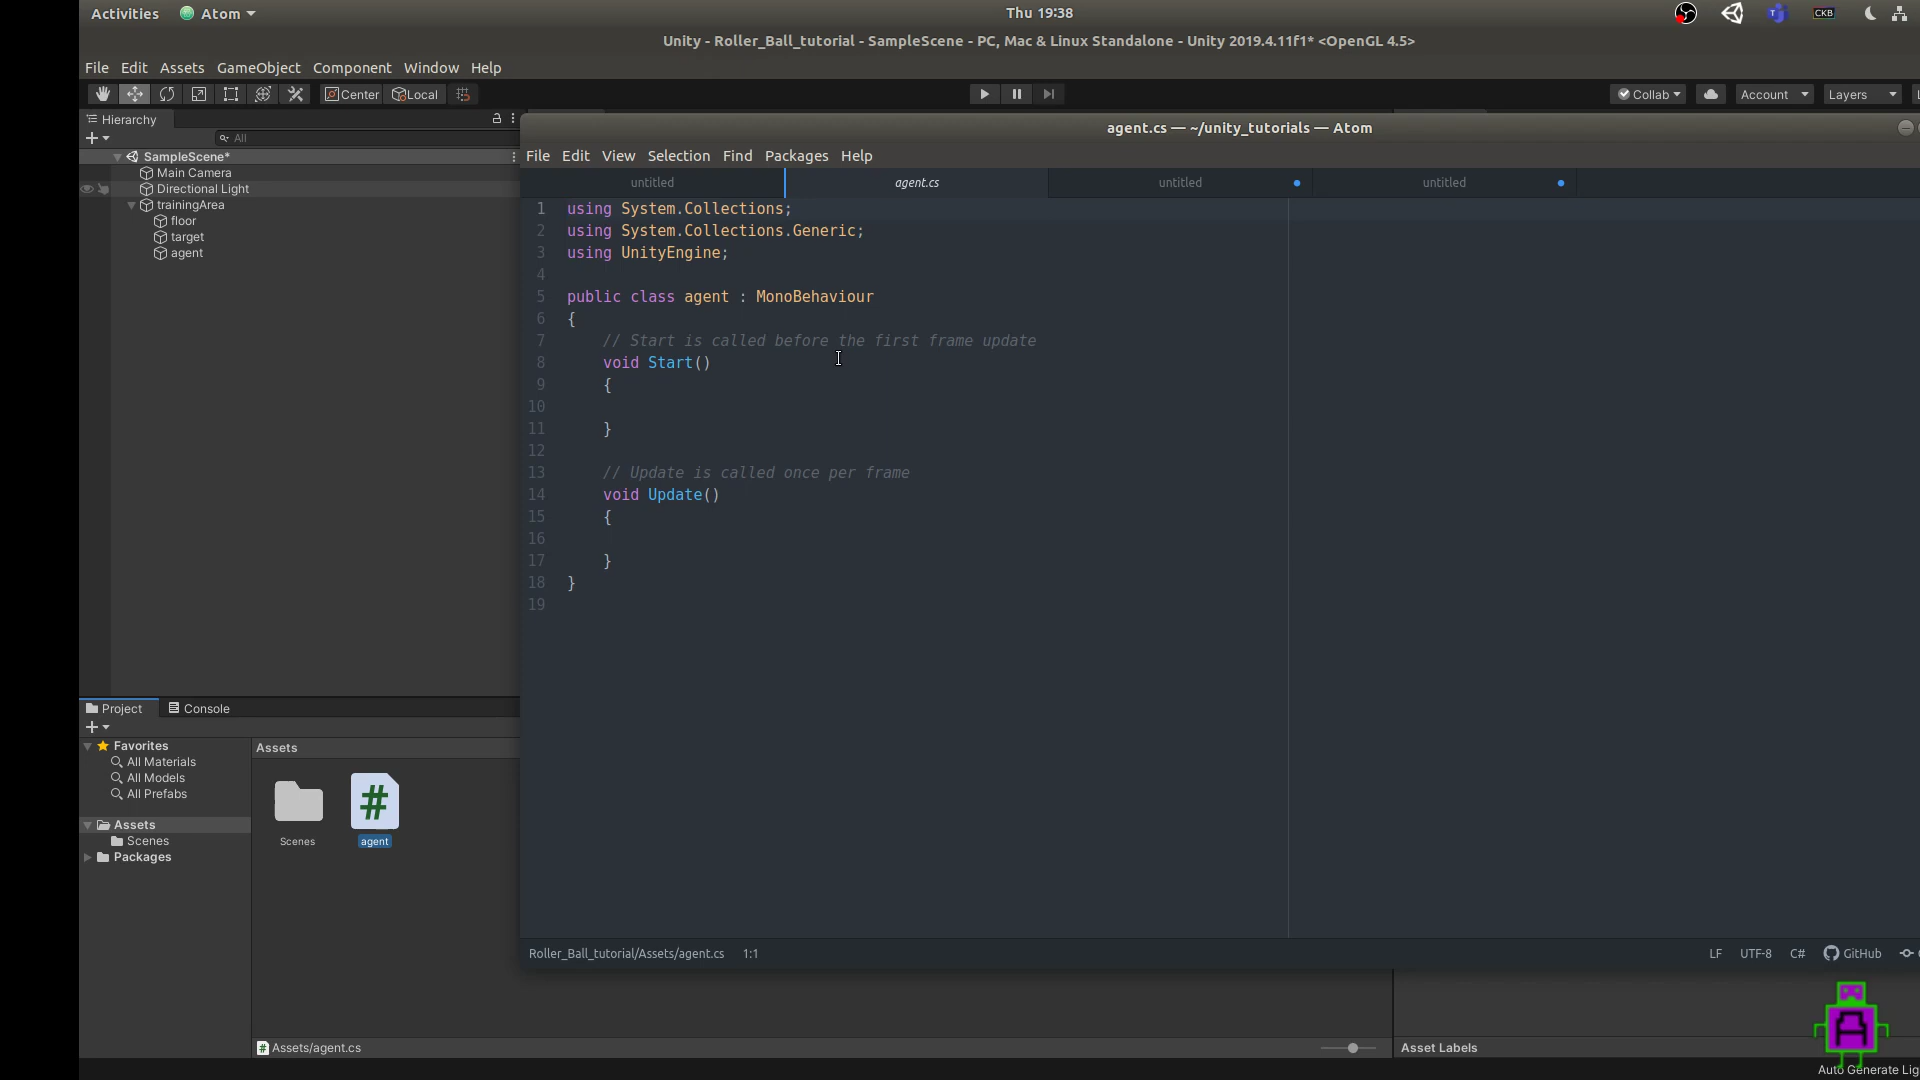 Activities
Atom
Thu 19:38
CKB
Unity - Roller_Ball_tutorial - SampleScene - PC, Mac & Linux Standalone - Unity 2019.4.11f1* <OpenGL 4.5>
File Edit Assets GameObject Component Window Help
Center Local
Collab Account Layers
Hierarchy
All
SampleScene*
Main Camera
Directional Light
trainingArea
floor
target
agent
agent.cs — ~/unity_tutorials — Atom
File Edit View Selection Find Packages Help
untitled agent.cs untitled untitled
1 using System.Collections;
2 using System.Collections.Generic;
3 using UnityEngine;
4
5 public class agent : MonoBehaviour
6 {
7 // Start is called before the first frame update
8 void Start()
9 {
10
11 }
12
13 // Update is called once per frame
14 void Update()
15 {
16
17 }
18 }
19
Roller_Ball_tutorial/Assets/agent.cs 1:1
LF UTF-8 C# GitHub
Project Console
Favorites
All Materials
All Models
All Prefabs
Assets
Scenes
Packages
Assets
Scenes
#
agent
Assets/agent.cs
Asset Labels
Auto Generate Lig